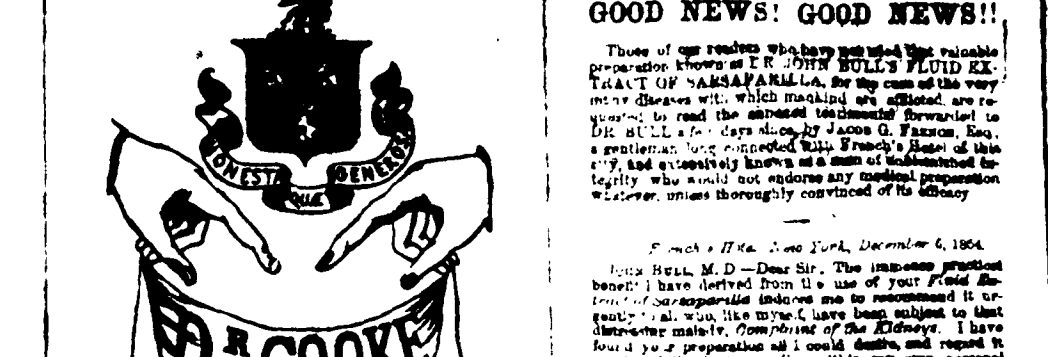 HONESTA
QUÆ
GENEROSA
DR COOKE
GOOD NEWS! GOOD NEWS!!
Those of our readers who have not tried that valuable
preparation known as DR JOHN BULL'S FLUID EX-
TRACT OF SARSAPARILLA, for the cure of the very
many diseases with which mankind are afflicted, are re-
quested to read the annexed testimonial forwarded to
DR BULL a few days since, by JACOB G.
a gentleman long connected with French's Hotel of this
city, and extensively known as a man of unblemished in-
tegrity who would not endorse any medical preparation
whatever, unless thoroughly convinced of its efficacy
French's Hotel New York, December 6, 1864.
JOHN BULL, M. D—Dear Sir, The immense practical
benefit I have derived from the use of your Fluid Ex-
tract of Sarsaparilla induces me to recommend it ur-
gently to all who, like myself, have been subject to that
distressing malady, Complaint of the Kidneys. I have
found your preparation all I could desire, and regard it